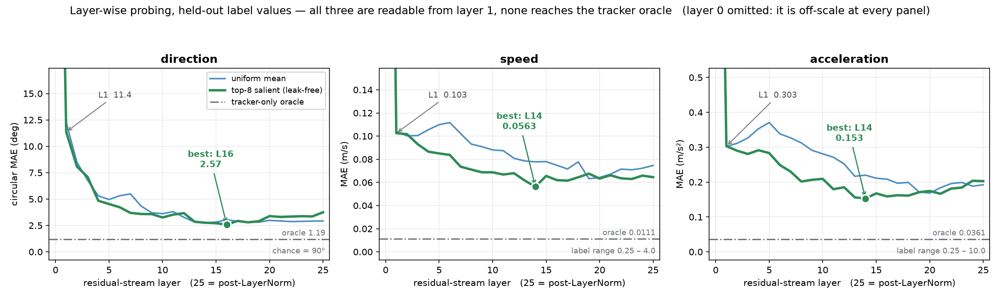 Layer-wise probing, held-out label values — all three are readable from layer 1, none reaches the tracker oracle (layer 0 omitted: it is off-scale at every panel)
direction
circular MAE (deg)
15.0
12.5
10.0
7.5
5.0
2.5
0.0
uniform mean
top-8 salient (leak-free)
tracker-only oracle
L1 11.4
best: L16
2.57
oracle 1.19
chance = 90°
0 5 10 15 20 25
residual-stream layer (25 = post-LayerNorm)
speed
MAE (m/s)
0.14
0.12
0.10
0.08
0.06
0.04
0.02
0.00
L1 0.103
best: L14
0.0563
oracle 0.0111
label range 0.25 – 4.0
0 5 10 15 20 25
residual-stream layer (25 = post-LayerNorm)
acceleration
MAE (m/s²)
0.5
0.4
0.3
0.2
0.1
0.0
L1 0.303
best: L14
0.153
oracle 0.0361
label range 0.25 – 10.0
0 5 10 15 20 25
residual-stream layer (25 = post-LayerNorm)